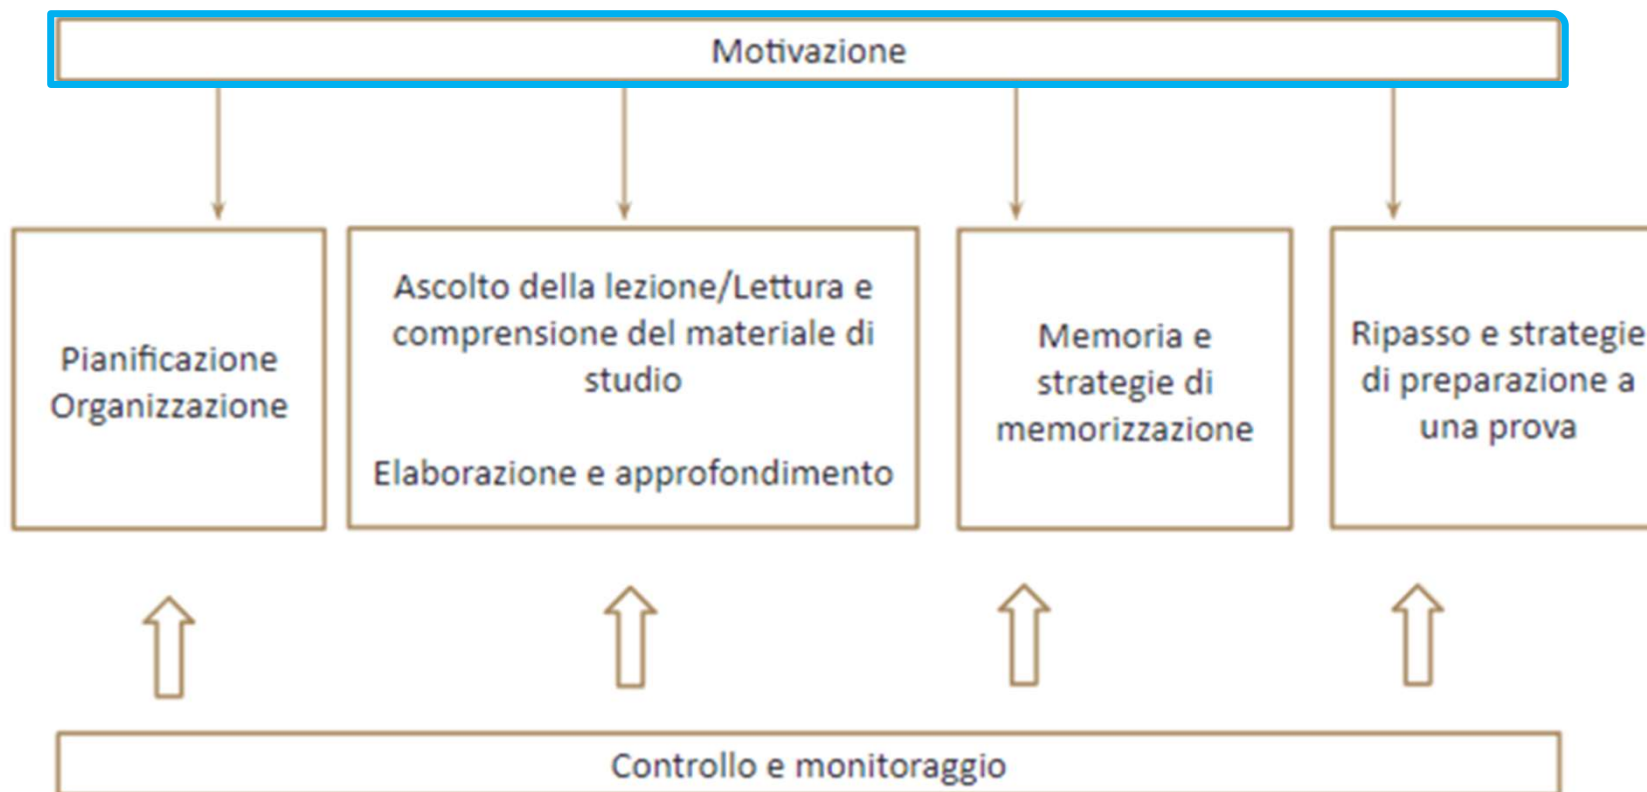 Motivazione
Pianificazione
Organizzazione
Ascolto della lezione/Lettura e
comprensione del materiale di
studio
Elaborazione e approfondimento
Memoria e
strategie di
memorizzazione
Ripasso e strategie
di preparazione a
una prova
Controllo e monitoraggio